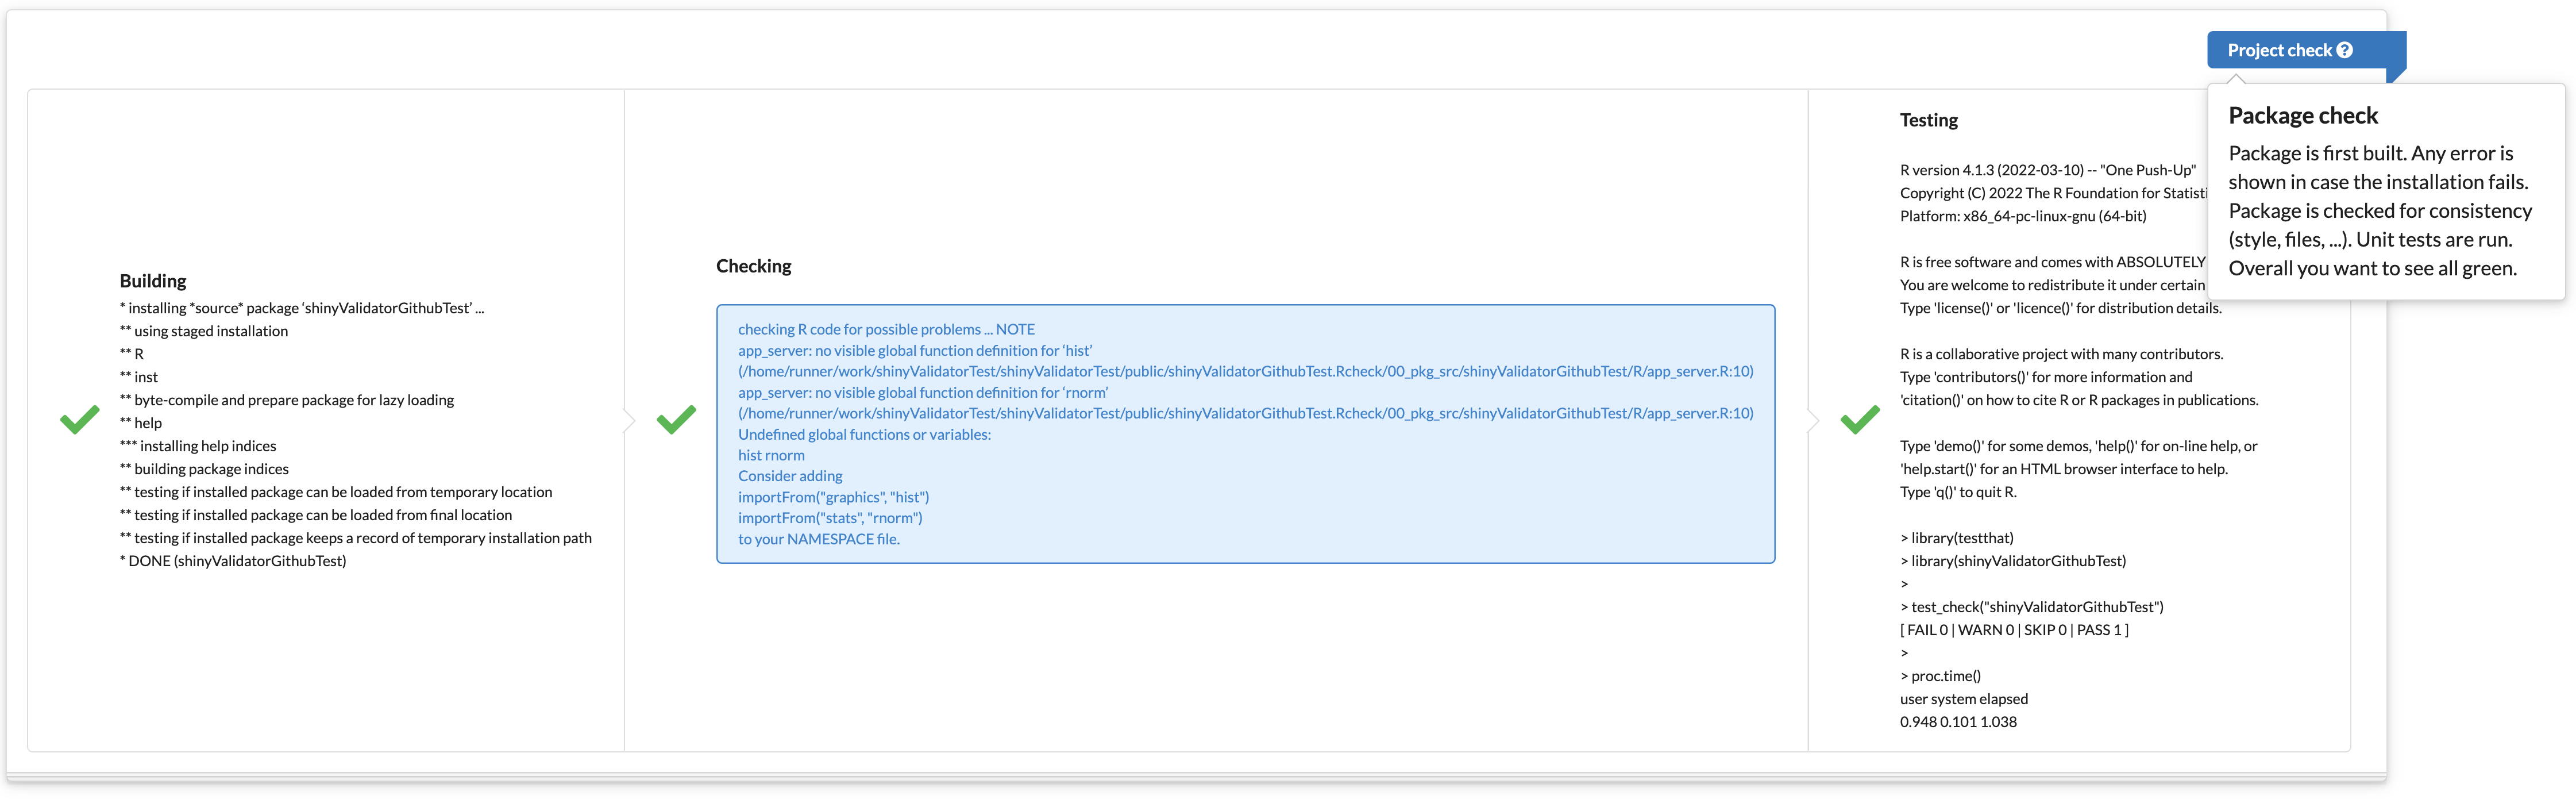 Project check
Package check
Package is first built. Any error is
shown in case the installation fails.
Package is checked for consistency
(style, files, ...). Unit tests are run.
Overall you want to see all green.
Building
* installing *source* package ‘shinyValidatorGithubTest’ ...
** using staged installation
** R
** inst
** byte-compile and prepare package for lazy loading
** help
*** installing help indices
** building package indices
** testing if installed package can be loaded from temporary location
** testing if installed package can be loaded from final location
** testing if installed package keeps a record of temporary installation path
* DONE (shinyValidatorGithubTest)
Checking
checking R code for possible problems ... NOTE
app_server: no visible global function definition for ‘hist’
(/home/runner/work/shinyValidatorTest/shinyValidatorTest/public/shinyValidatorGithubTest.Rcheck/00_pkg_src/shinyValidatorGithubTest/R/app_server.R:10)
app_server: no visible global function definition for ‘rnorm’
(/home/runner/work/shinyValidatorTest/shinyValidatorTest/public/shinyValidatorGithubTest.Rcheck/00_pkg_src/shinyValidatorGithubTest/R/app_server.R:10)
Undefined global functions or variables:
hist rnorm
Consider adding
importFrom("graphics", "hist")
importFrom("stats", "rnorm")
to your NAMESPACE file.
Testing
R version 4.1.3 (2022-03-10) -- "One Push-Up"
Copyright (C) 2022 The R Foundation for
Platform: x86_64-pc-linux-gnu (64-bit)
R is free software and comes with ABSOLUTELY
You are welcome to redistribute it under certain
Type 'license()' or 'licence()' for distribution details.
R is a collaborative project with many contributors.
Type 'contributors()' for more information and
'citation()' on how to cite R or R packages in publications.
Type 'demo()' for some demos, 'help()' for on-line help, or
'help.start()' for an HTML browser interface to help.
Type 'q()' to quit R.
> library(testthat)
> library(shinyValidatorGithubTest)
>
> test_check("shinyValidatorGithubTest")
[ FAIL 0 | WARN 0 | SKIP 0 | PASS 1 ]
>
> proc.time()
user system elapsed
0.948 0.101 1.038